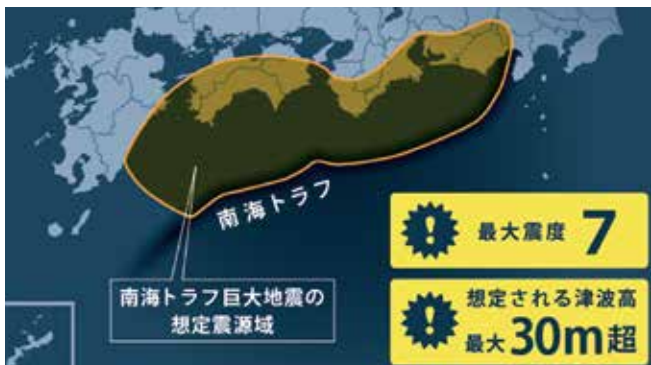 南海トラフ
南海トラフ巨大地震の
想定震源域
最大震度 7
想定される津波高
最大30m超